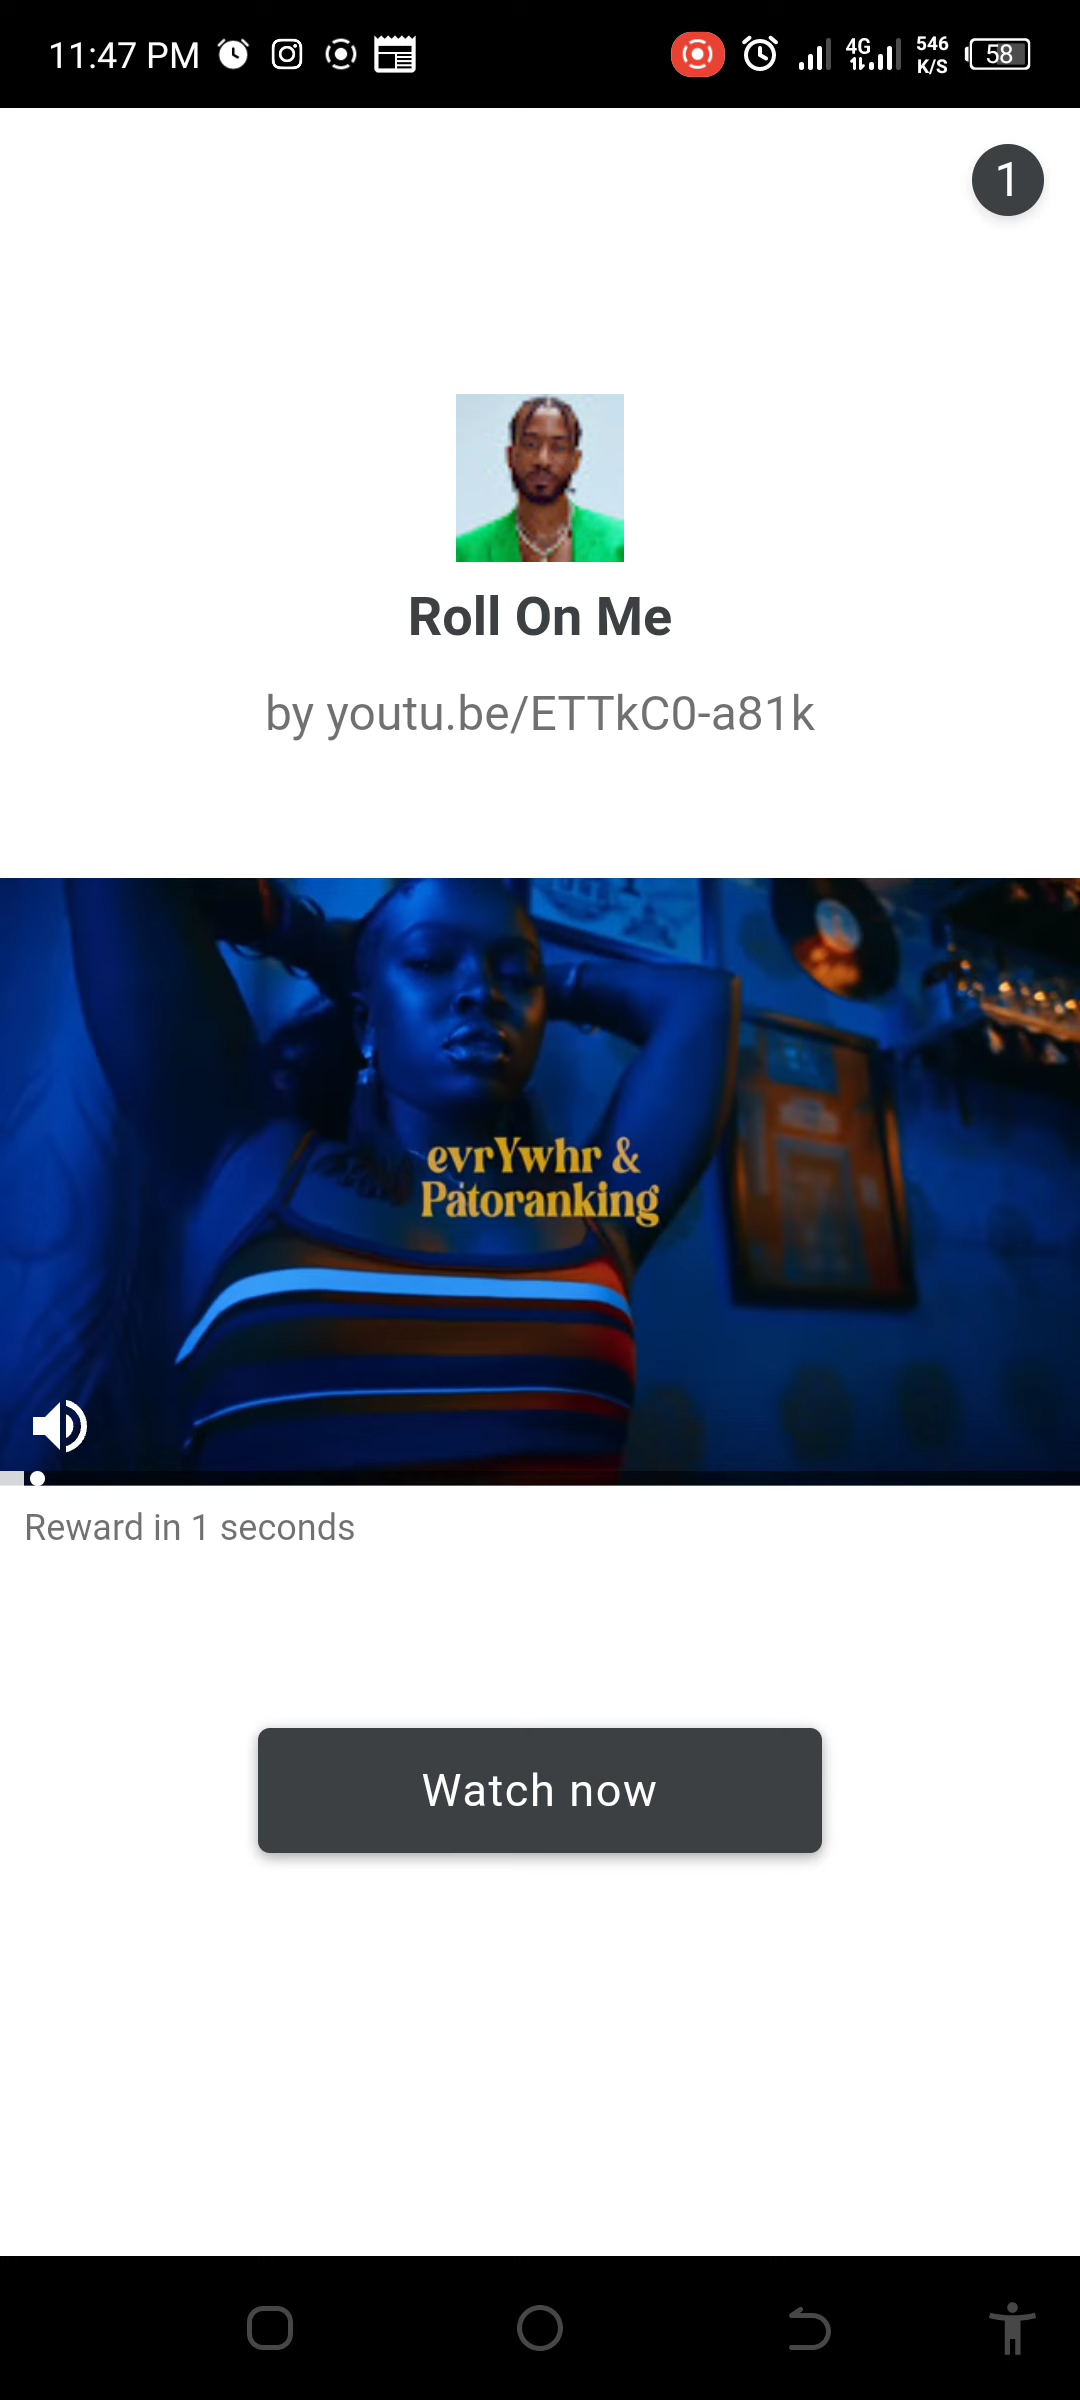 11:47 PM
4G
546
K/S
58
1
Roll On Me
by youtu.be/ETTkC0-a81k
evrYwhr &
Patoranking
Reward in 1 seconds
Watch now